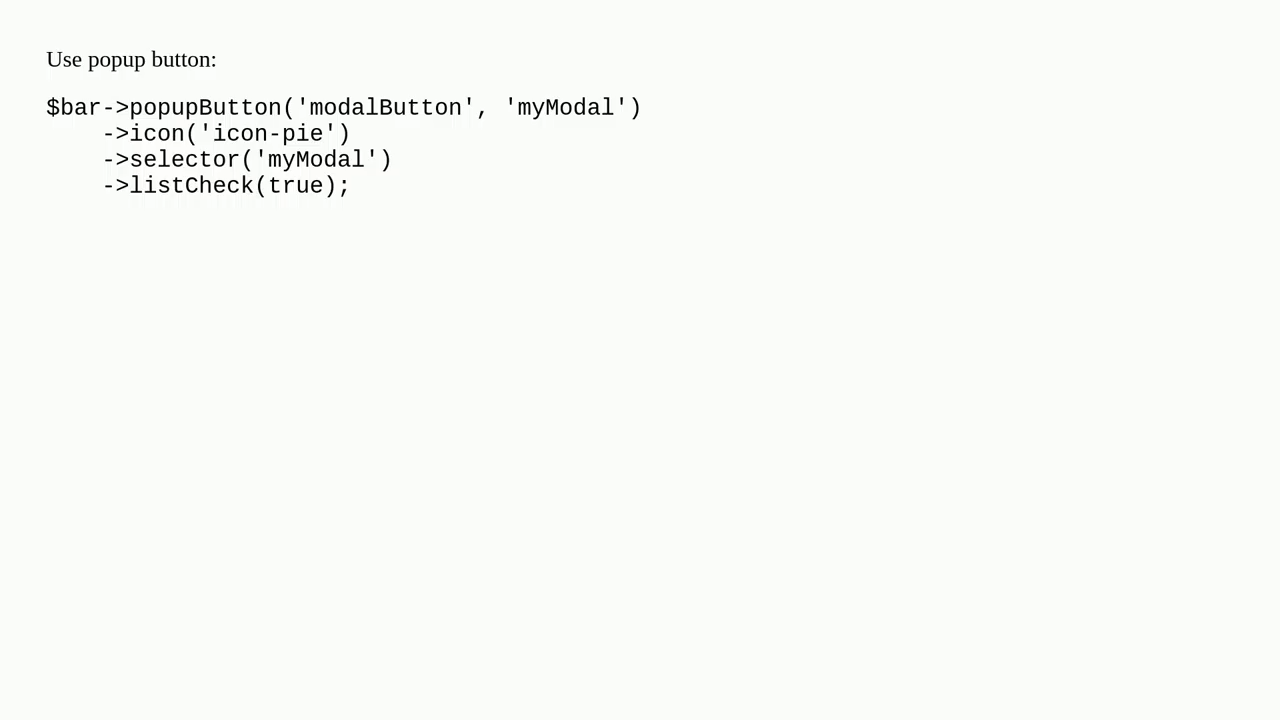 Use popup button:
$bar->popupButton('modalButton', 'myModal')
    ->icon('icon-pie')
    ->selector('myModal')
    ->listCheck(true);